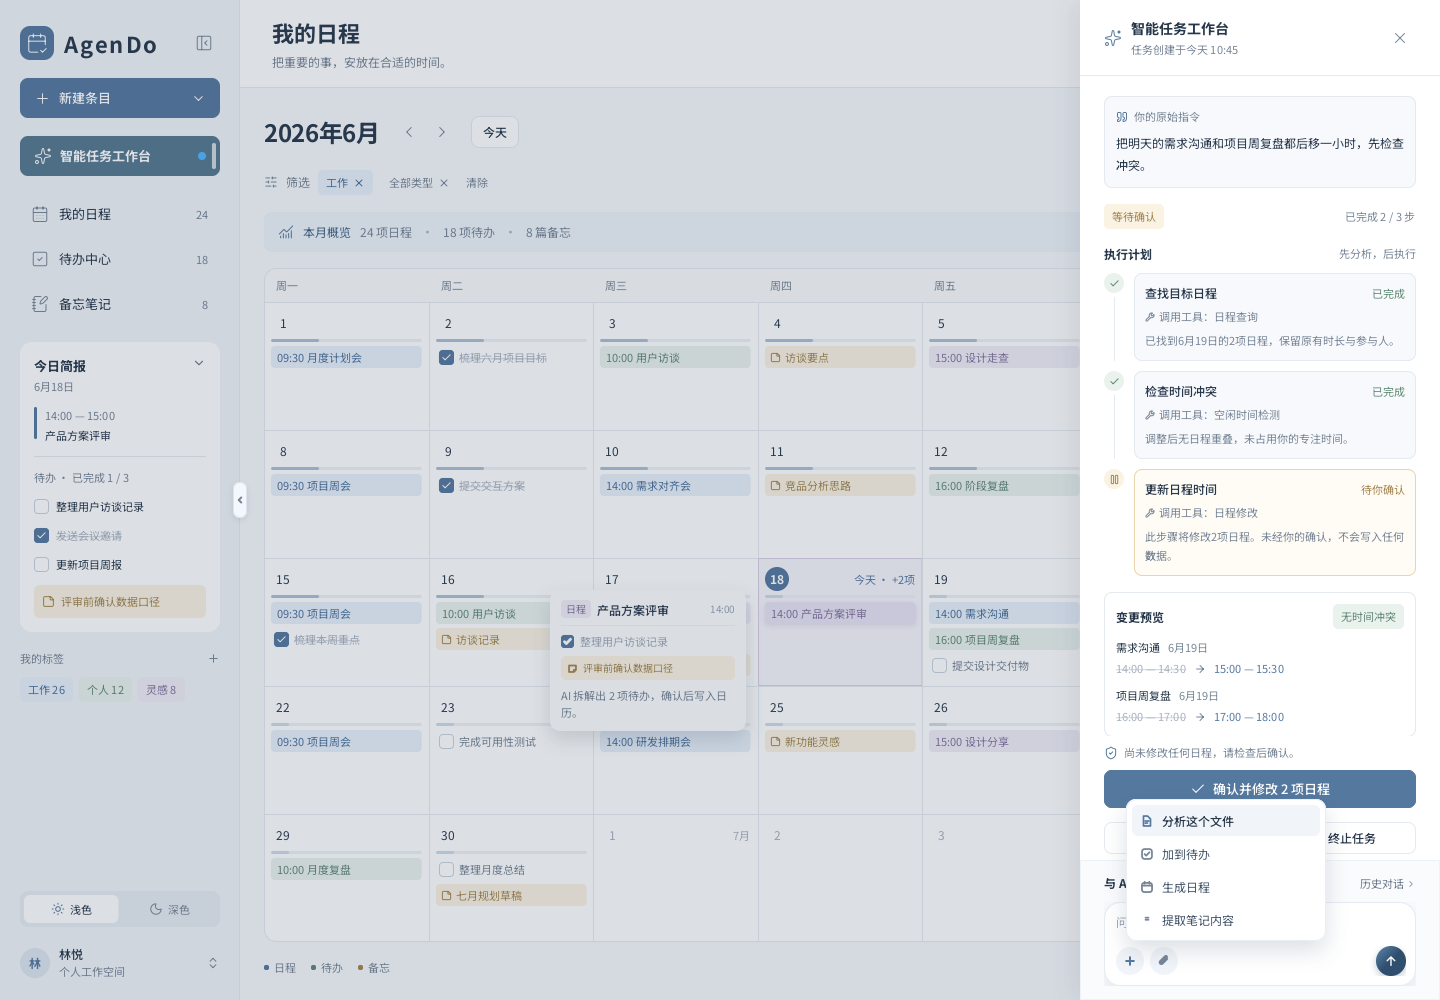 AgenDo
新建条目
智能任务工作台
我的日程 24
待办中心 18
备忘笔记 8
今日简报
6月18日
14:00 — 15:00
产品方案评审
待办 · 已完成 1 / 3
整理用户访谈记录
发送会议邀请
更新项目周报
评审前确认数据口径
我的标签
工作 26 个人 12 灵感 8
浅色 深色
林 林悦
个人工作空间
我的日程
把重要的事，安放在合适的时间。
2026年6月 今天
筛选 工作 全部类型 清除
本月概览 24 项日程 · 18 项待办 · 8 篇备忘
周一 周二 周三 周四 周五
1 2 3 4 5
09:30 月度计划会 梳理六月项目目标 10:00 用户访谈 访谈要点 15:00 设计走查
8 9 10 11 12
09:30 项目周会 提交交互方案 14:00 需求对齐会 竞品分析思路 16:00 阶段复盘
15 16 17 18 今天 · +2项 19
09:30 项目周会 10:00 用户访谈 14:00 产品方案评审 14:00 需求沟通
梳理本周重点 访谈记录 16:00 项目周复盘
提交设计交付物
日程 产品方案评审 14:00
整理用户访谈记录
评审前确认数据口径
AI 拆解出 2 项待办，确认后写入日
历。
22 23 25 26
09:30 项目周会 完成可用性测试 14:00 研发排期会 新功能灵感 15:00 设计分享
29 30 1 7月 2 3
10:00 月度复盘 整理月度总结
七月规划草稿
日程 待办 备忘
智能任务工作台
任务创建于今天 10:45
你的原始指令
把明天的需求沟通和项目周复盘都后移一小时，先检查
冲突。
等待确认 已完成 2 / 3 步
执行计划 先分析，后执行
查找目标日程 已完成
调用工具：日程查询
已找到6月19日的2项日程，保留原有时长与参与人。
检查时间冲突 已完成
调用工具：空闲时间检测
调整后无日程重叠，未占用你的专注时间。
更新日程时间 待你确认
调用工具：日程修改
此步骤将修改2项日程。未经你的确认，不会写入任何
数据。
变更预览 无时间冲突
需求沟通 6月19日
14:00 — 14:30 → 15:00 — 15:30
项目周复盘 6月19日
16:00 — 17:00 → 17:00 — 18:00
尚未修改任何日程，请检查后确认。
确认并修改 2 项日程
终止任务
分析这个文件
加到待办
生成日程
提取笔记内容
与 A 历史对话